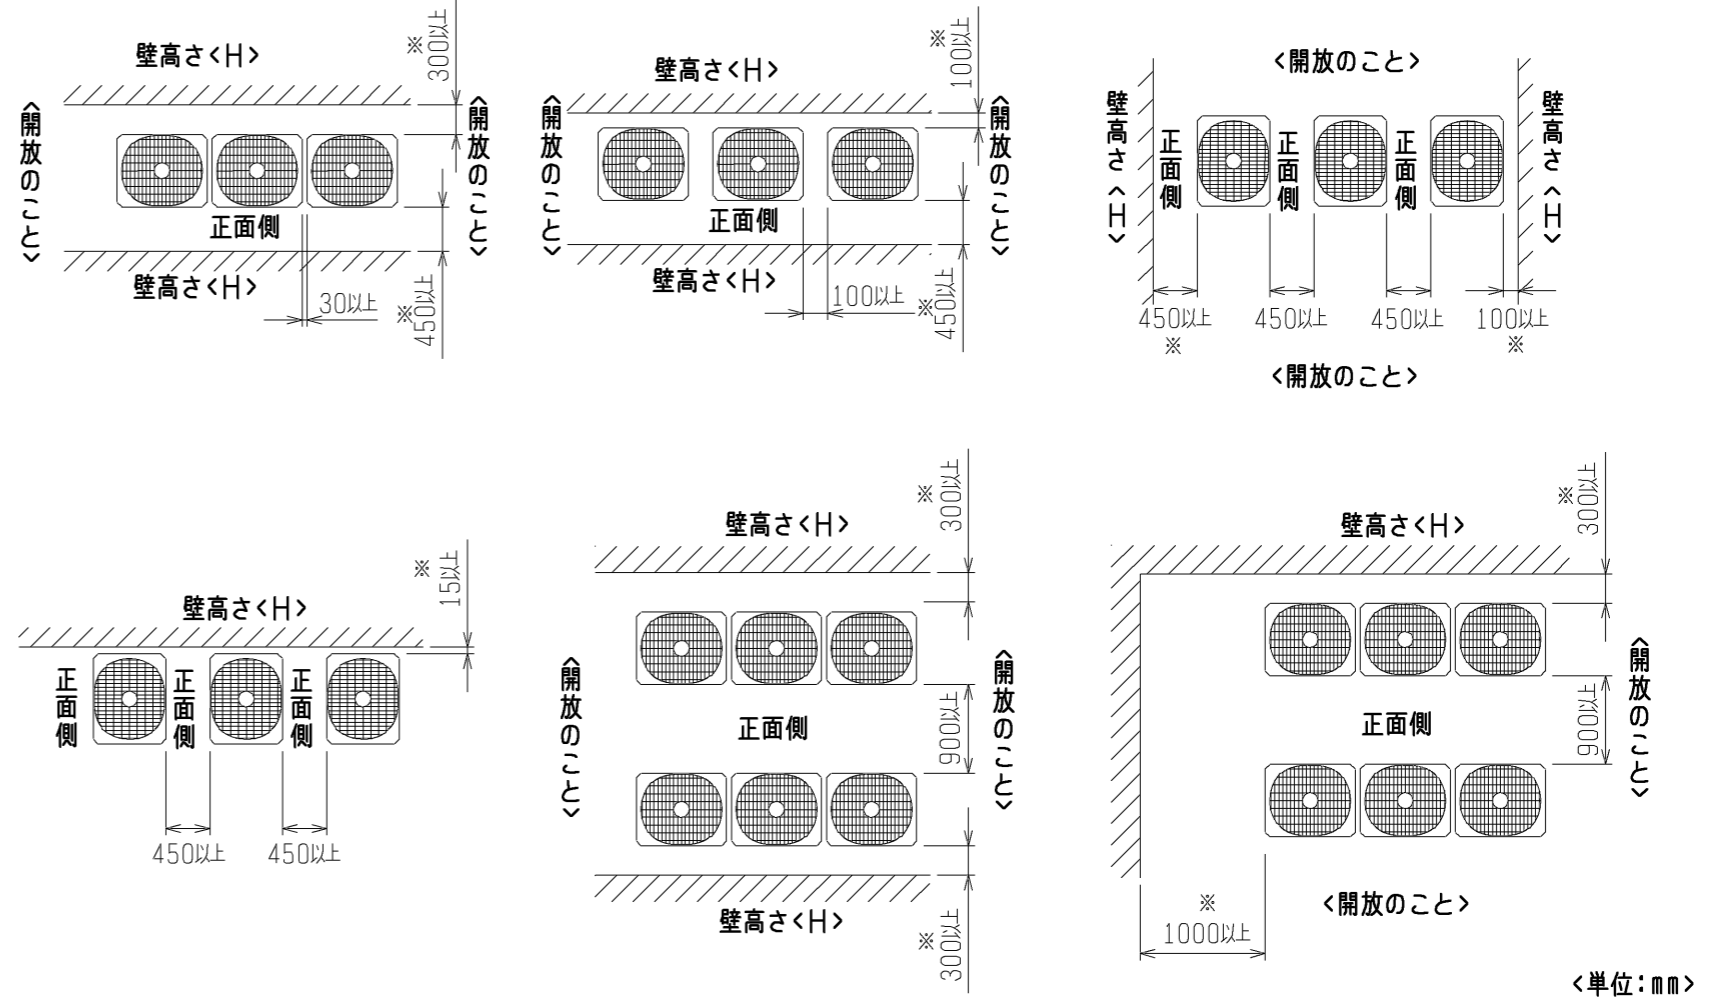 壁高さ<H>
※
300以上
<開放のこと>
<開放のこと>
正面側
壁高さ<H>
30以上
※
450以上
壁高さ<H>
※
100以上
<開放のこと>
<開放のこと>
正面側
壁高さ<H>
100以上
※
450以上
<開放のこと>
壁高さ<H>
正面側
正面側
正面側
壁高さ<H>
450以上
※
450以上
450以上
100以上
※
<開放のこと>
壁高さ<H>
※
15以上
正面側
正面側
正面側
450以上
450以上
壁高さ<H>
※
300以上
<開放のこと>
正面側
900以上
<開放のこと>
壁高さ<H>
※
300以上
壁高さ<H>
※
300以上
正面側
900以上
<開放のこと>
※
1000以上
<開放のこと>
<単位:mm>